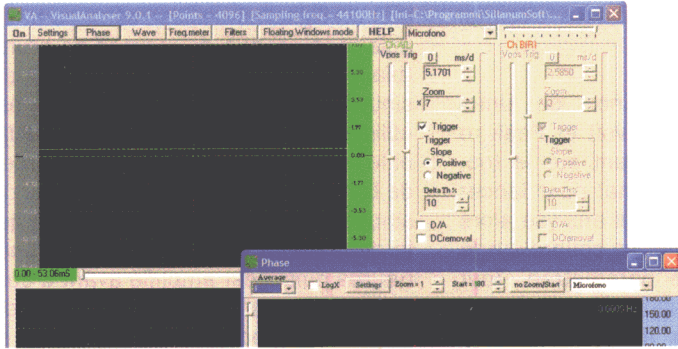 VA - VisualAnalyser 9.0.1 - [Points - 4096] [Sampling freq. - 44100Hz] [Ini-C:\Programmi\SillanumSoft\
On Settings Phase Wave Freq.meter Filters Floating Windows mode HELP Microfono
Ch A(L) Ch B(R)
Vpos Trig 0 ms/d Vpos Trig 0 ms/d
5.1701 2.5850
Zoom Zoom
x 7 x
Trigger Trigger
Trigger Trigger
Slope Slope
Positive Positive
Negative Negative
DeltaTh% DeltaTh%
10 10
D/A D/A
DCremoval DCremoval
0.00
0.00 - 53.06mS
Phase
Average LogX Settings Zoom = 1 Start = 180 no Zoom/Start Microfono
150.00
120.00